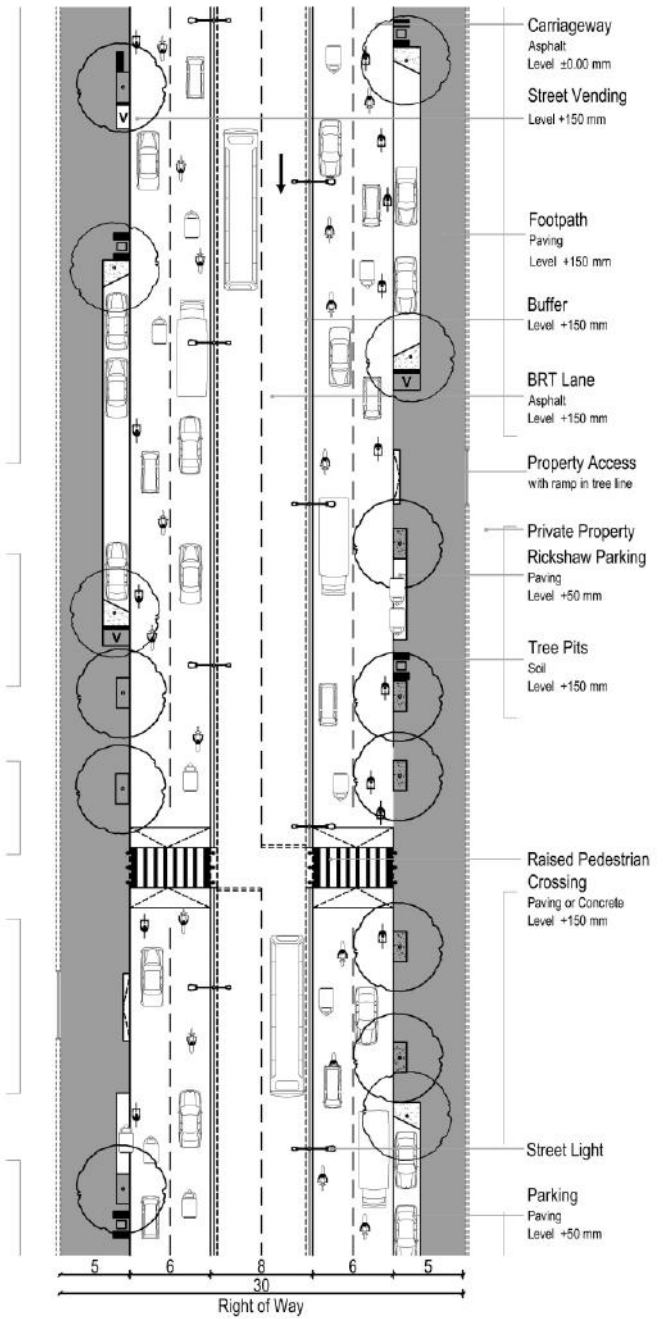 Carriageway
Asphalt
Level ±0.00 mm
Street Vending
Level +150 mm
Footpath
Paving
Level +150 mm
Buffer
Level +150 mm
BRT Lane
Asphalt
Level +150 mm
Property Access
with ramp in tree line
Private Property
Rickshaw Parking
Paving
Level +50 mm
Tree Pits
Soil
Level +150 mm
Raised Pedestrian
Crossing
Paving or Concrete
Level +150 mm
Street Light
Parking
Paving
Level +50 mm
V
V
V
5 6 8 6 5
30
Right of Way